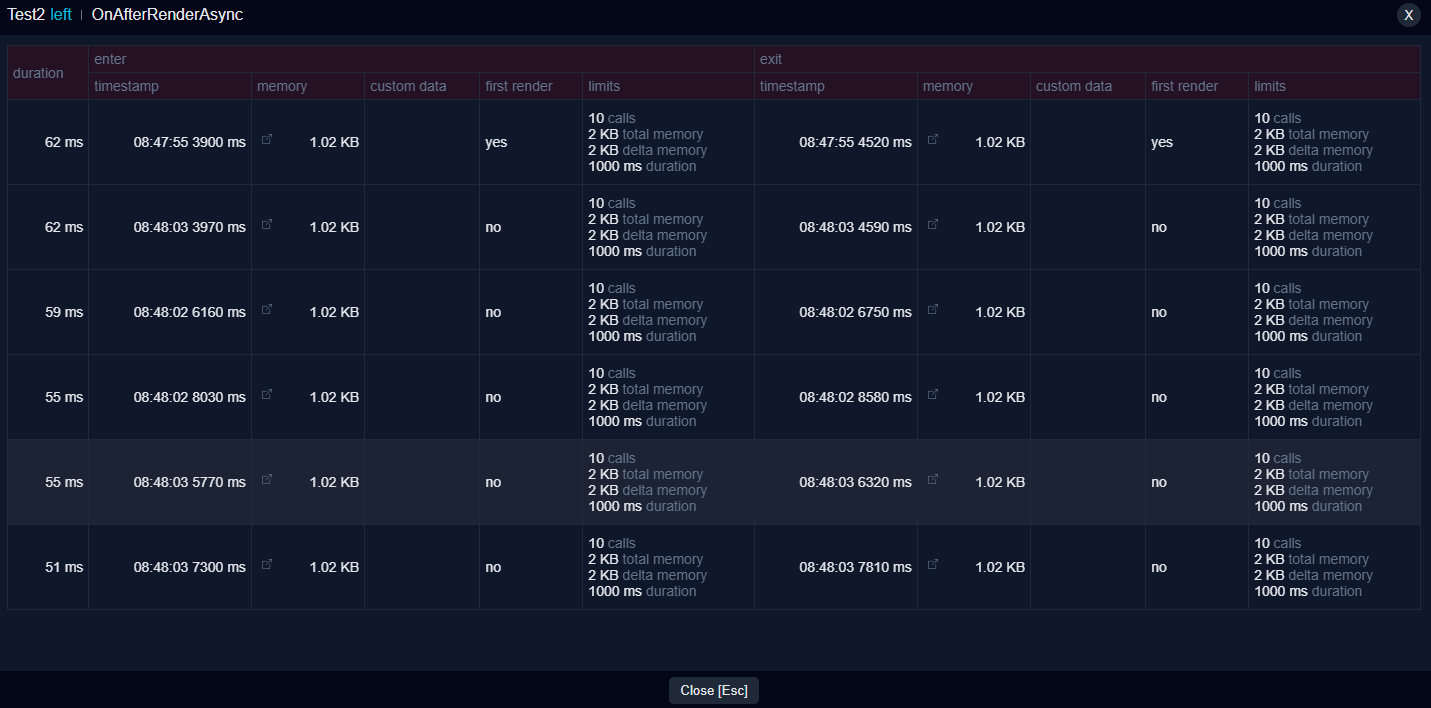 Test2 left | OnAfterRenderAsync X
duration enter exit
timestamp memory custom data first render limits timestamp memory custom data first render limits
62 ms 08:47:55 3900 ms 1.02 KB yes 10 calls 08:47:55 4520 ms 1.02 KB yes 10 calls
2 KB total memory 2 KB total memory
2 KB delta memory 2 KB delta memory
1000 ms duration 1000 ms duration
62 ms 08:48:03 3970 ms 1.02 KB no 10 calls 08:48:03 4590 ms 1.02 KB no 10 calls
2 KB total memory 2 KB total memory
2 KB delta memory 2 KB delta memory
1000 ms duration 1000 ms duration
59 ms 08:48:02 6160 ms 1.02 KB no 10 calls 08:48:02 6750 ms 1.02 KB no 10 calls
2 KB total memory 2 KB total memory
2 KB delta memory 2 KB delta memory
1000 ms duration 1000 ms duration
55 ms 08:48:02 8030 ms 1.02 KB no 10 calls 08:48:02 8580 ms 1.02 KB no 10 calls
2 KB total memory 2 KB total memory
2 KB delta memory 2 KB delta memory
1000 ms duration 1000 ms duration
55 ms 08:48:03 5770 ms 1.02 KB no 10 calls 08:48:03 6320 ms 1.02 KB no 10 calls
2 KB total memory 2 KB total memory
2 KB delta memory 2 KB delta memory
1000 ms duration 1000 ms duration
51 ms 08:48:03 7300 ms 1.02 KB no 10 calls 08:48:03 7810 ms 1.02 KB no 10 calls
2 KB total memory 2 KB total memory
2 KB delta memory 2 KB delta memory
1000 ms duration 1000 ms duration
Close [Esc]